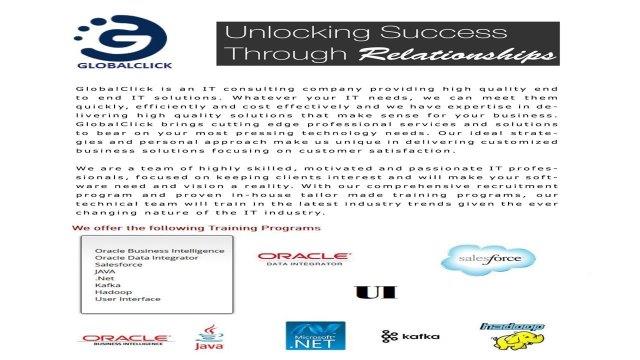 GLOBALCLICK
Unlocking Success
Through Relationships
GlobalClick is an IT consulting company providing high quality end
to end IT solutions. Whatever your IT needs, we can meet them
quickly, efficiently and cost effectively and we have expertise in de-
livering high quality solutions that make sense for your business.
GlobalClick brings cutting edge professional services and solutions
to bear on your most pressing technology needs. Our ideal strate-
gies and personal approach make us unique in delivering customized
business solutions focusing on customer satisfaction.
We are a team of highly skilled, motivated and passionate IT profes-
sionals, focused on keeping clients interest and will make your soft-
ware need and vision a reality. With our comprehensive recruitment
program and proven in-house tailor made training programs, our
technical team will train in the latest industry trends given the ever
changing nature of the IT industry.
We offer the following Training Programs
Oracle Business Intelligence
Oracle Data Integrator
Salesforce
JAVA
.Net
Kafka
Hadoop
User Interface
ORACLE
DATA INTEGRATOR
salesforce
UI
ORACLE
BUSINESS INTELLIGENCE
Java
Microsoft
.NET
kafka
hadoop